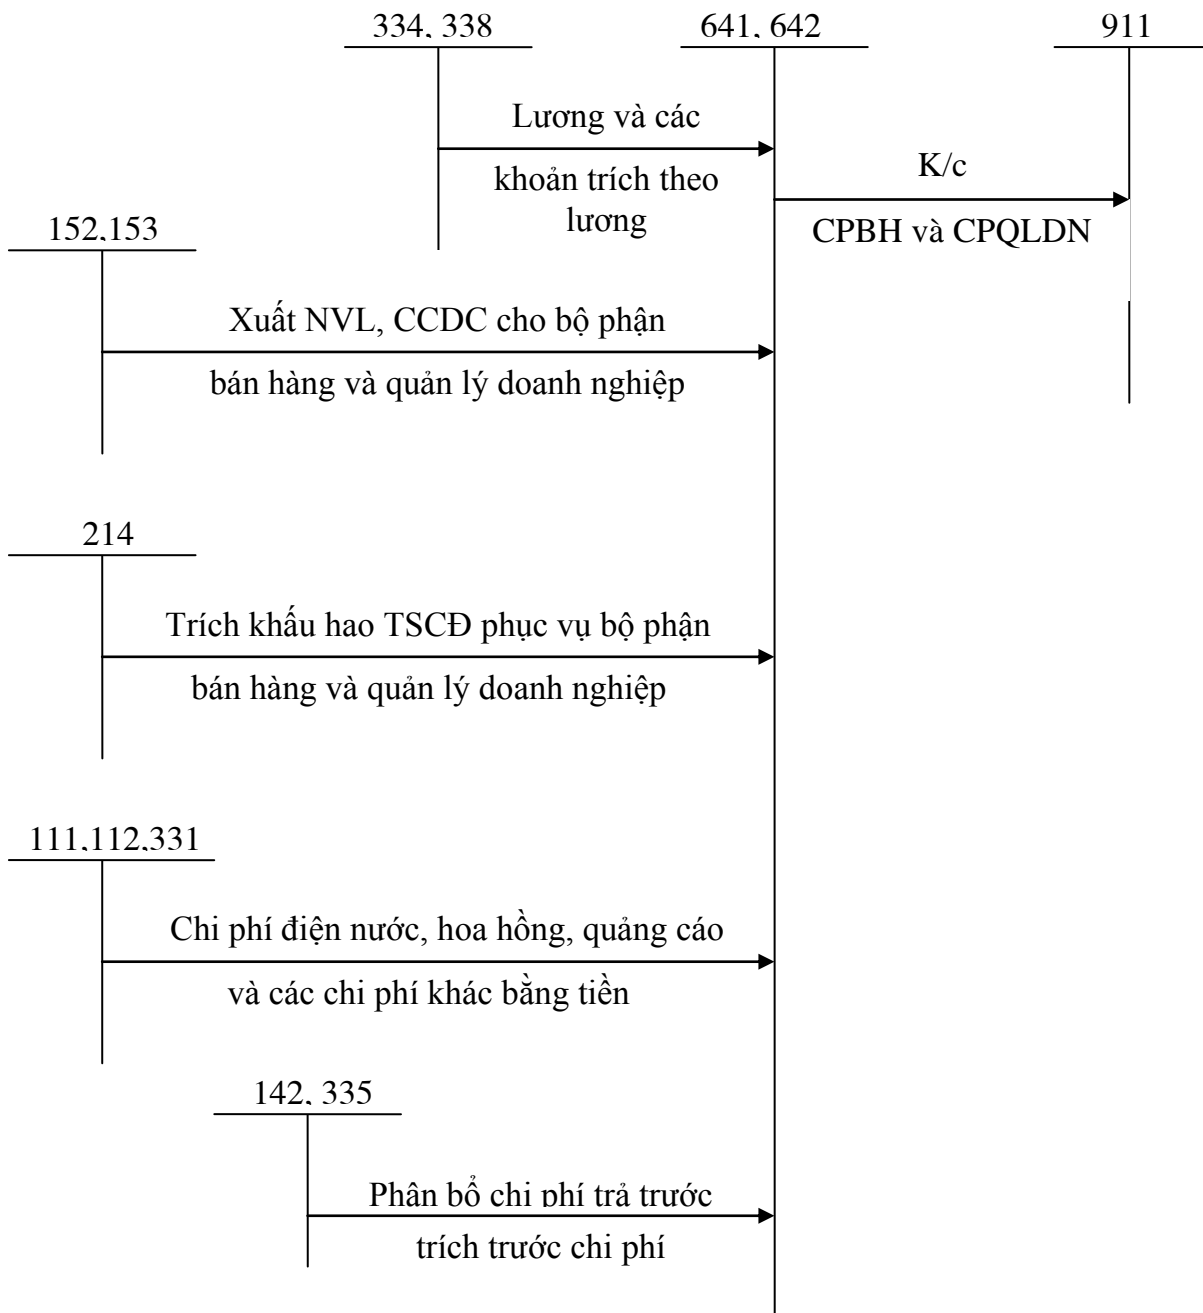 334, 338
641, 642
911
Lương và các
khoản trích theo
lương
K/c
CPBH và CPQLDN
152,153
Xuất NVL, CCDC cho bộ phận
bán hàng và quản lý doanh nghiệp
214
Trích khấu hao TSCĐ phục vụ bộ phận
bán hàng và quản lý doanh nghiệp
111,112,331
Chi phí điện nước, hoa hồng, quảng cáo
và các chi phí khác bằng tiền
142, 335
Phân bổ chi phí trả trước
trích trước chi phí